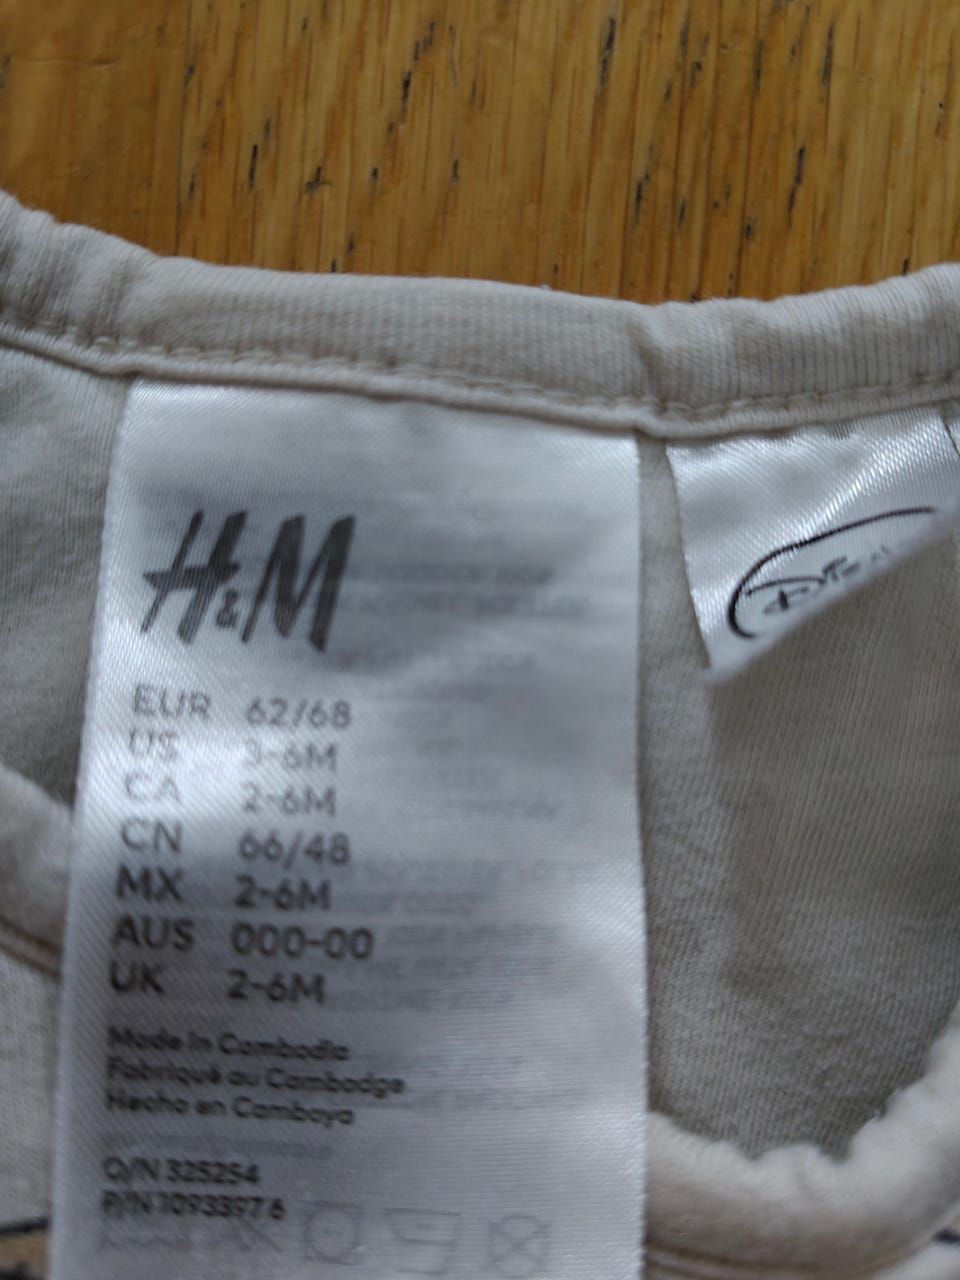 H&M
EUR 62/68
US 3-6M
CA 2-6M
CN 66/48
MX 2-6M
AUS 000-00
UK 2-6M
Made in Cambodia
Fabriqué au Cambodge
Hecho en Camboya
O/N 325254
P/N 10933976